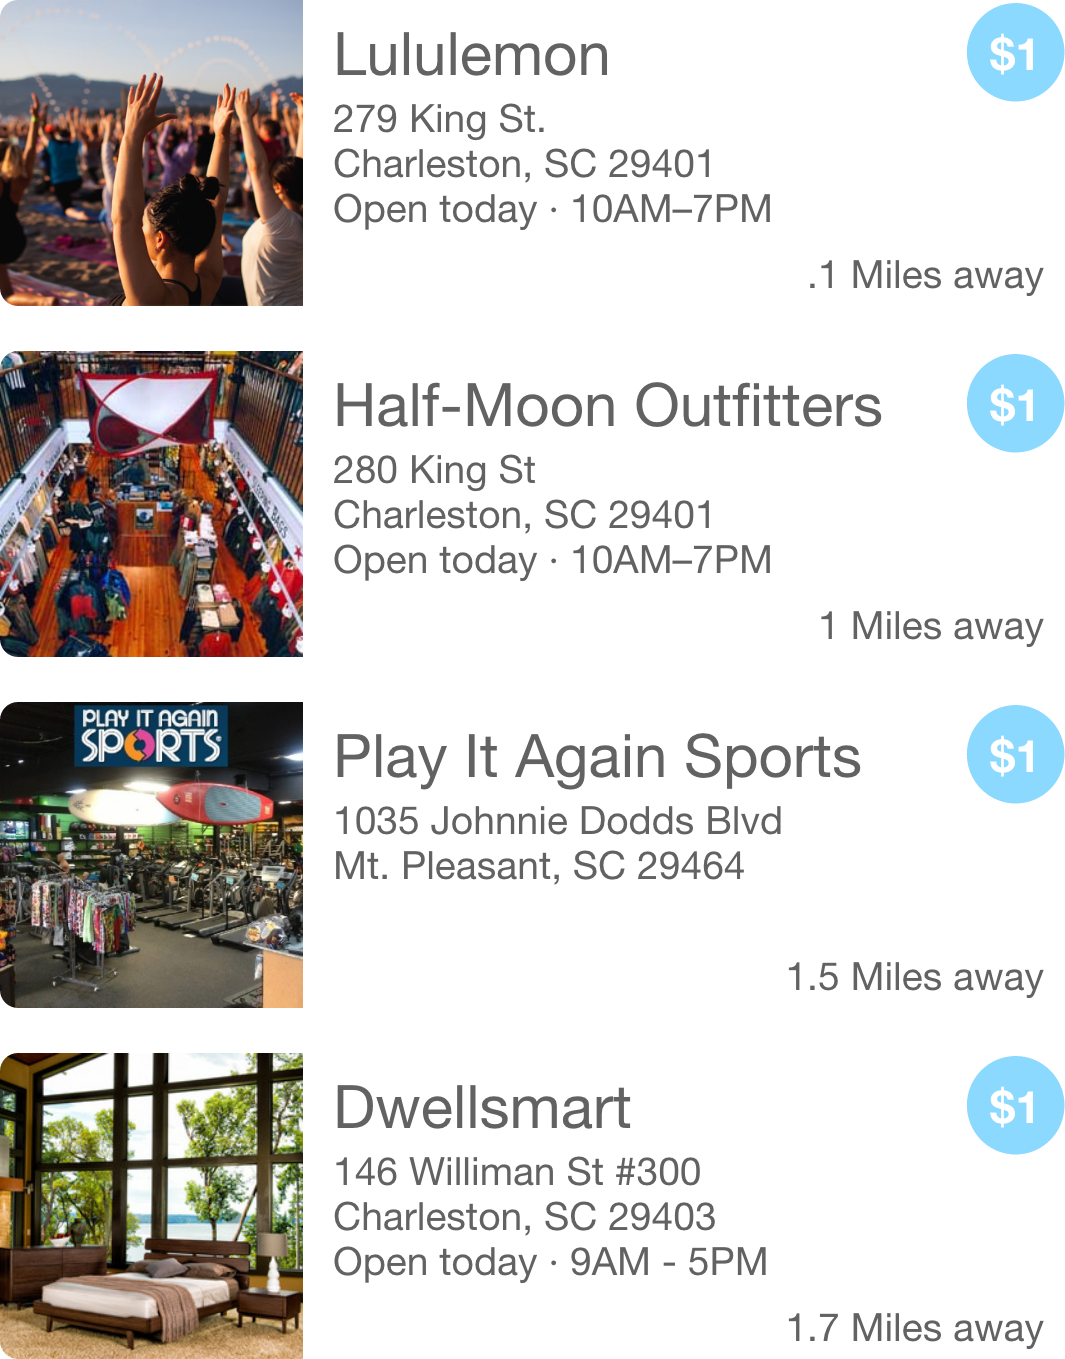 Lululemon
$1
279 King St.
Charleston, SC 29401
Open today · 10AM–7PM
.1 Miles away
Half-Moon Outfitters
$1
280 King St
Charleston, SC 29401
Open today · 10AM–7PM
1 Miles away
SLEEPING BAGS
PLAY IT AGAIN
SPORTS
Play It Again Sports
$1
1035 Johnnie Dodds Blvd
Mt. Pleasant, SC 29464
1.5 Miles away
Dwellsmart
$1
146 Williman St #300
Charleston, SC 29403
Open today · 9AM - 5PM
1.7 Miles away